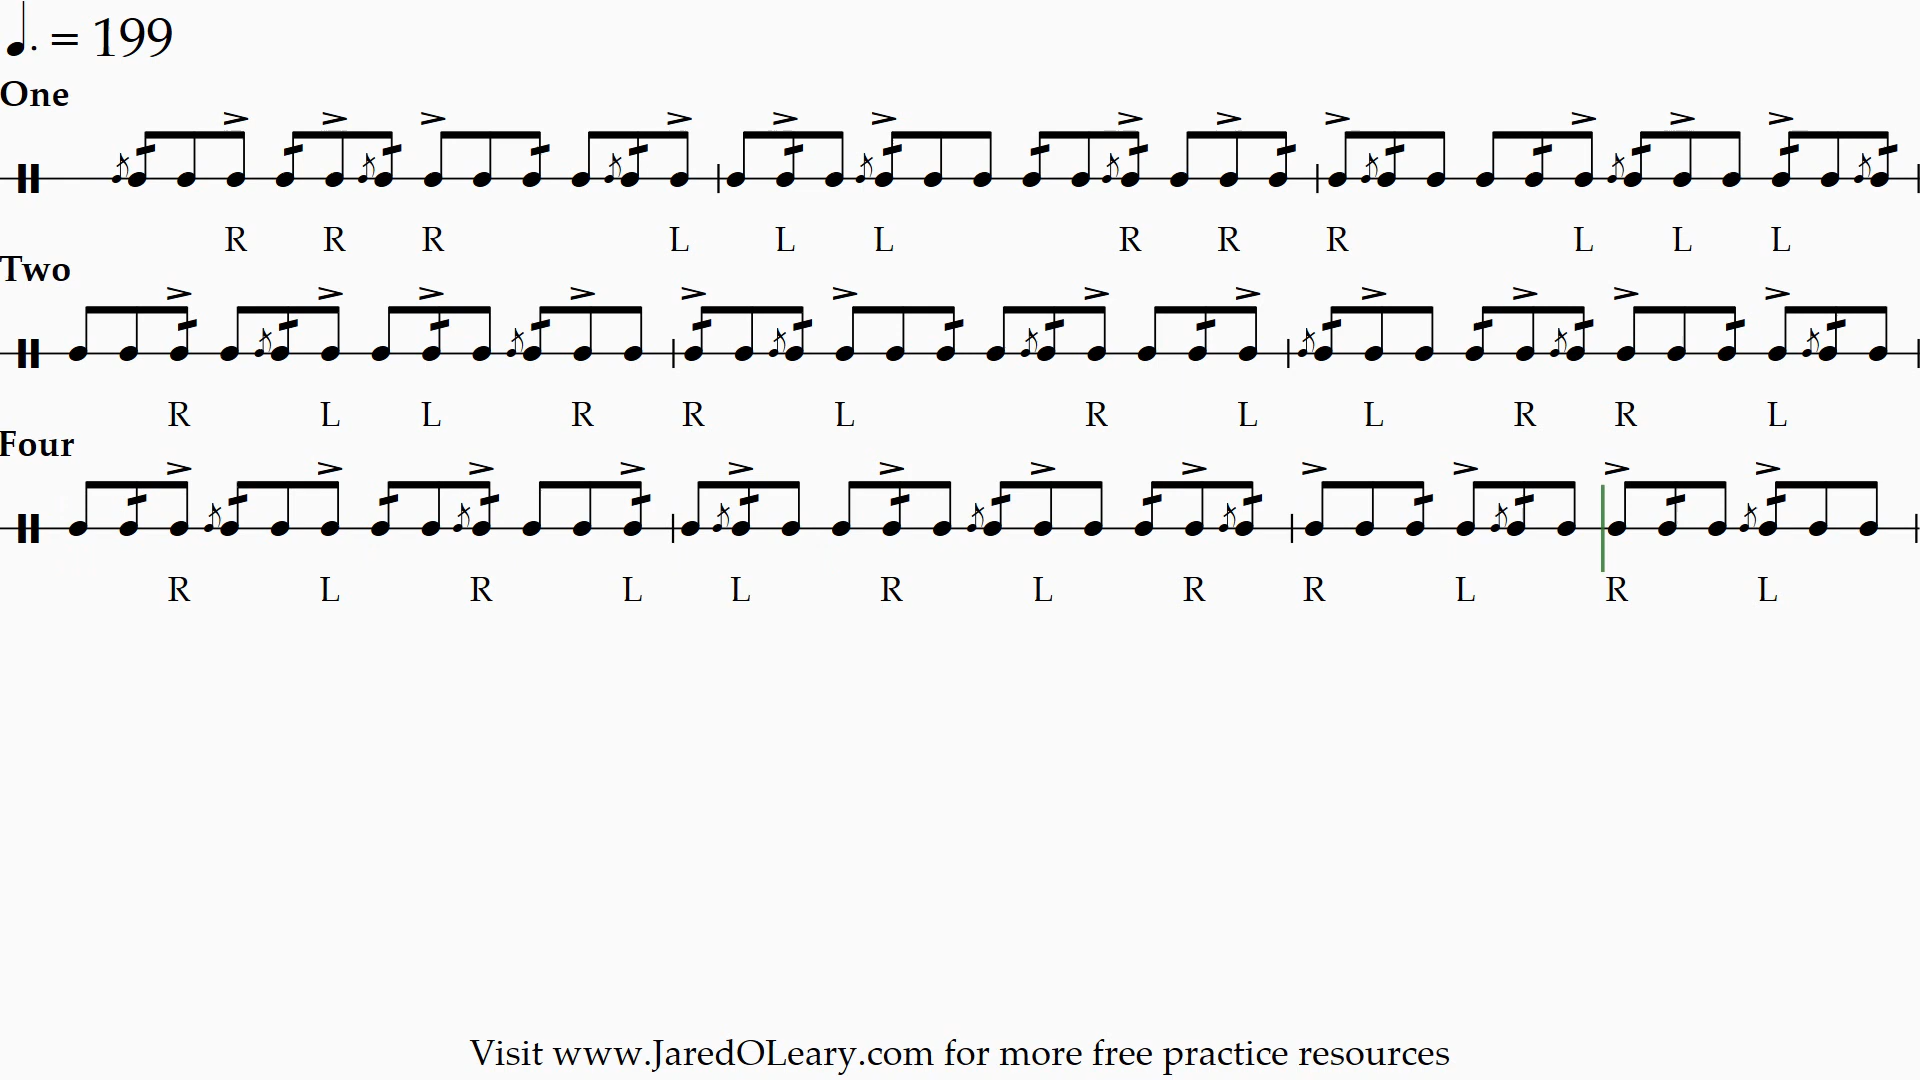 ♩. = 199
One
R R R L L L R R R L L L
Two
R L L R R L R L L R R L
Four
R L R L L R L R R L R L
Visit www.JaredOLeary.com for more free practice resources